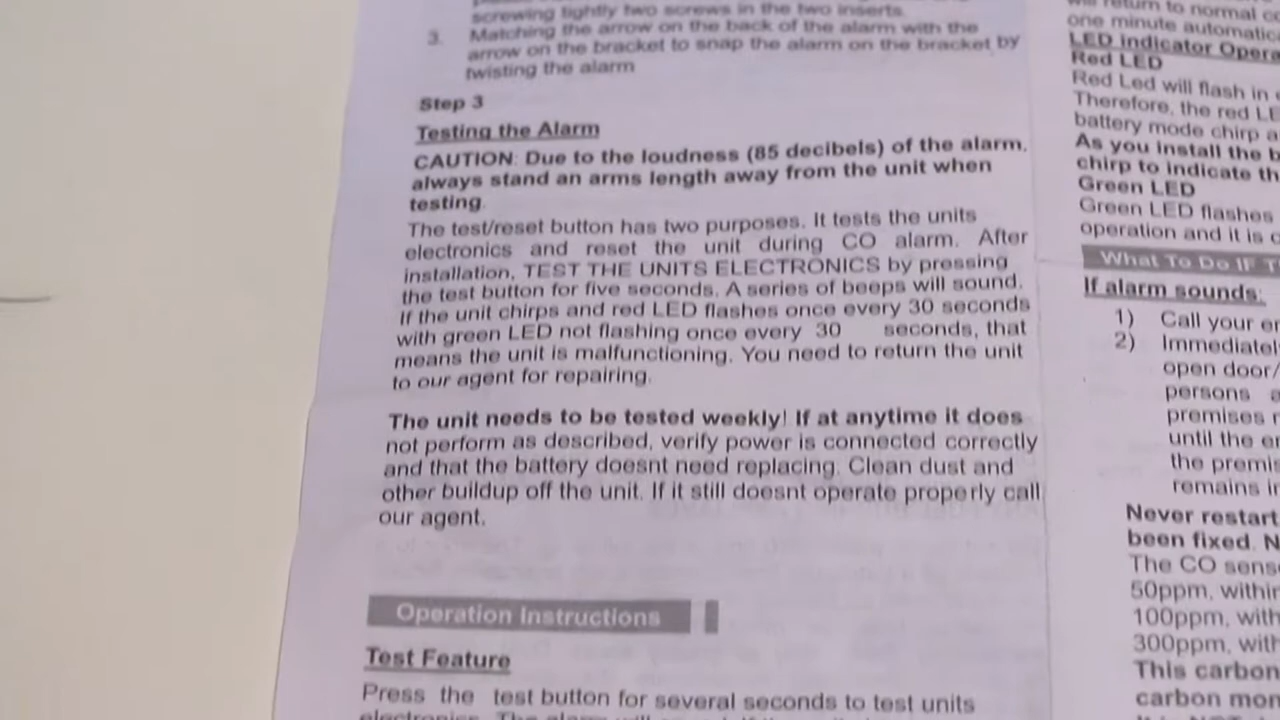 screwing tightly two screws in the two inserts.
3. Matching the arrow on the back of the alarm with the
arrow on the bracket to snap the alarm on the bracket by
twisting the alarm
Step 3
Testing the Alarm
CAUTION: Due to the loudness (85 decibels) of the alarm,
always stand an arms length away from the unit when
testing.
The test/reset button has two purposes. It tests the units
electronics and reset the unit during CO alarm. After
installation, TEST THE UNITS ELECTRONICS by pressing
the test button for five seconds. A series of beeps will sound.
If the unit chirps and red LED flashes once every 30 seconds
with green LED not flashing once every 30 seconds, that
means the unit is malfunctioning. You need to return the unit
to our agent for repairing.
The unit needs to be tested weekly! If at anytime it does
not perform as described, verify power is connected correctly
and that the battery doesnt need replacing. Clean dust and
other buildup off the unit. If it still doesnt operate properly call
our agent.
Operation Instructions
Test Feature
Press the test button for several seconds to test units
return to normal
one minute
LED Indicator
Red LED
Red Led will flash in
Therefore, the red
battery mode chirp
As you install the
chirp to indicate
Green LED
Green LED flashes
operation and it is
What To Do IF
If alarm sounds:
1) Call your
2)
open door/
persons
premises
until the
the
remains
Never restart
been fixed.
The CO
50ppm,
100ppm, with
300ppm, with
This carbon
carbon